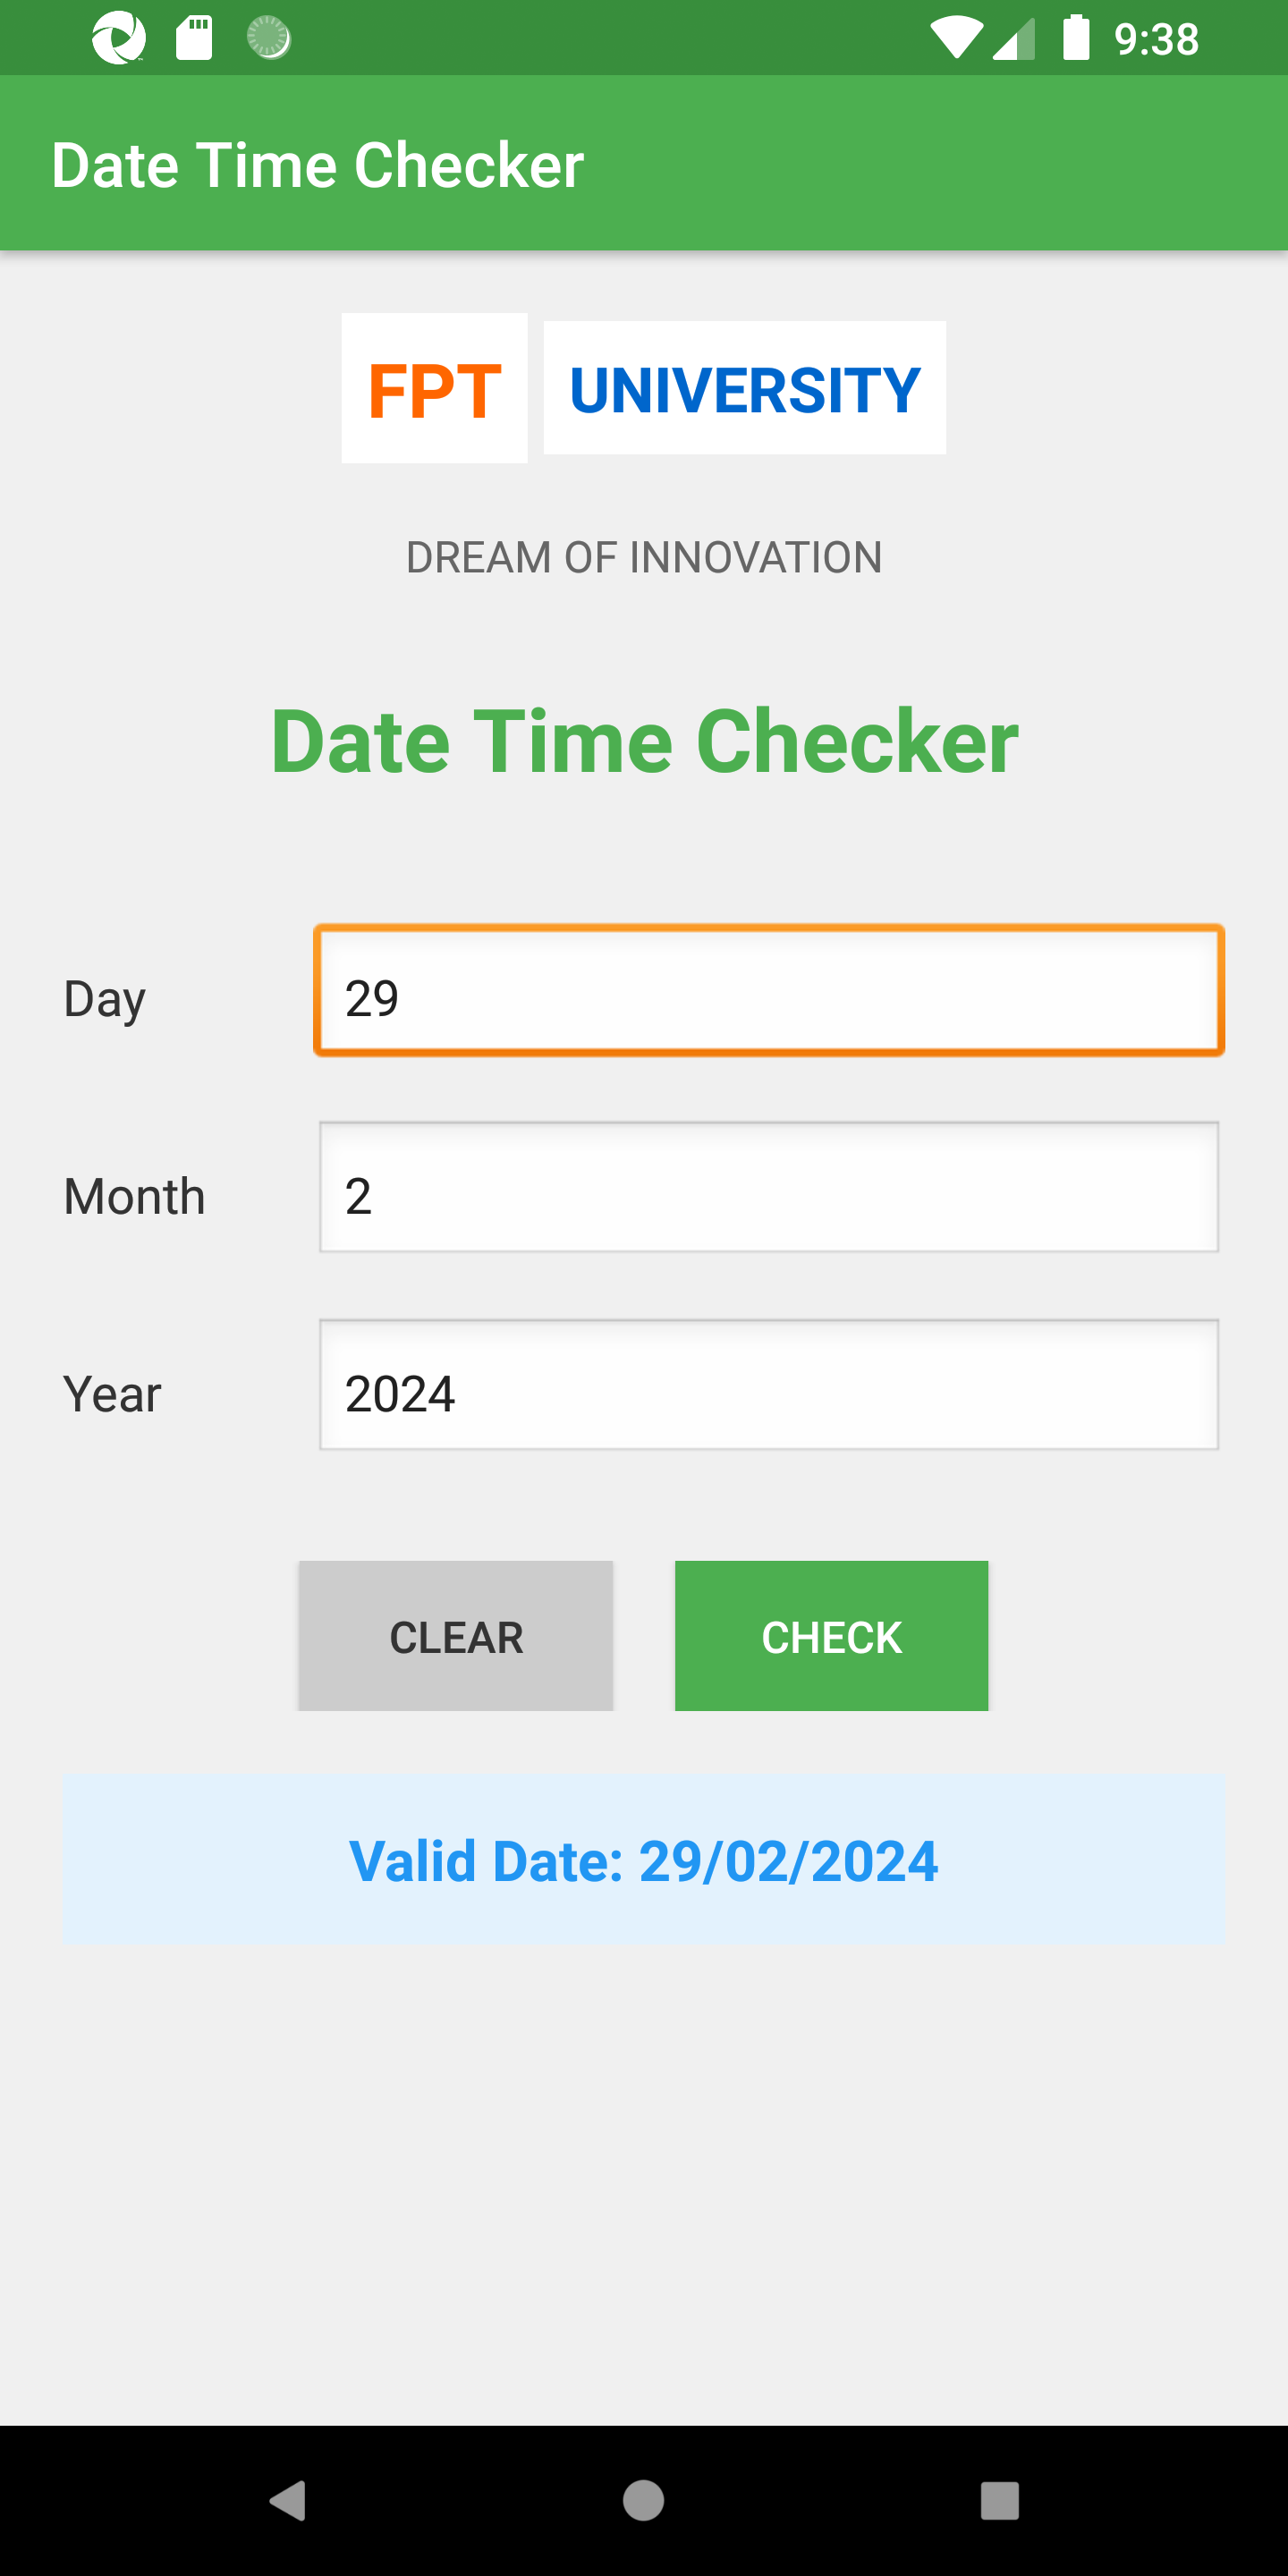 9:38
Date Time Checker
FPT UNIVERSITY
DREAM OF INNOVATION
Date Time Checker
Day 29
Month 2
Year 2024
CLEAR CHECK
Valid Date: 29/02/2024